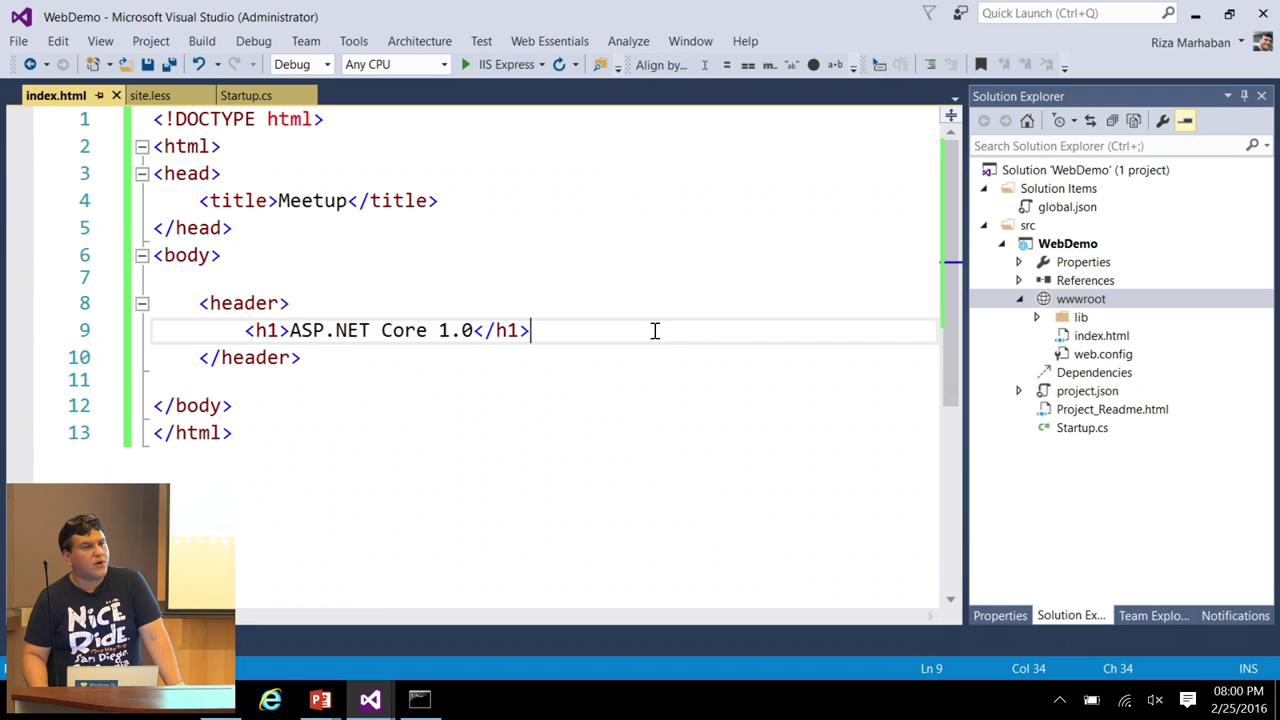 WebDemo - Microsoft Visual Studio (Administrator)
Quick Launch (Ctrl+Q)
File Edit View Project Build Debug Team Tools Architecture Test Web Essentials Analyze Window Help
Riza Marhaban
Debug Any CPU IIS Express Align by...
index.html site.less Startup.cs
1 <!DOCTYPE html>
2 <html>
3 <head>
4 <title>Meetup</title>
5 </head>
6 <body>
7
8 <header>
9 <h1>ASP.NET Core 1.0</h1>
10 </header>
11
12 </body>
13 </html>
Solution Explorer
Search Solution Explorer (Ctrl+;)
Solution 'WebDemo' (1 project)
Solution Items
global.json
src
WebDemo
Properties
References
wwwroot
lib
index.html
web.config
Dependencies
project.json
Project_Readme.html
Startup.cs
Properties Solution Ex... Team Explo... Notifications
NiCE
Ride
San Diego
Ln 9 Col 34 Ch 34 INS
08:00 PM
2/25/2016